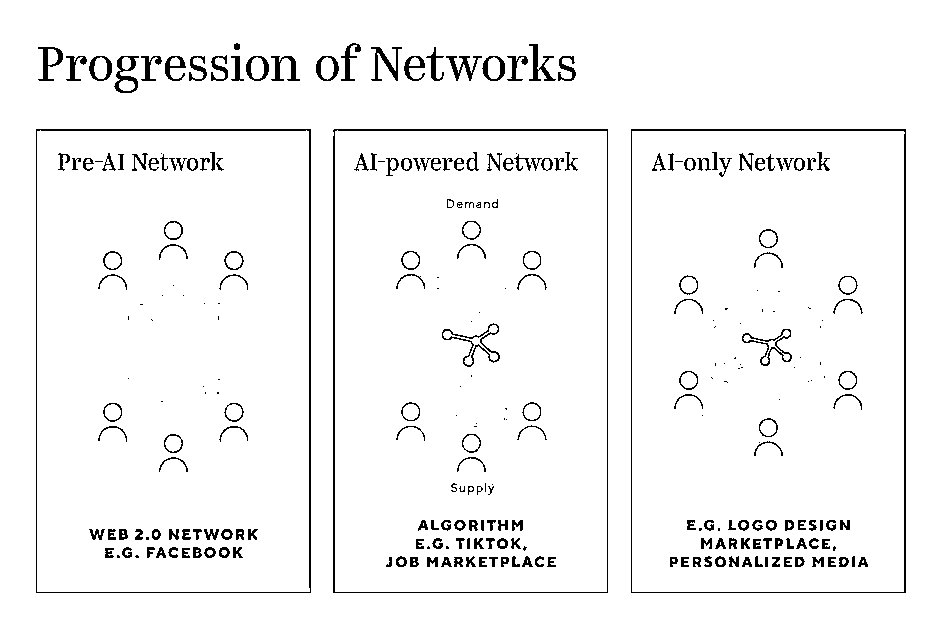 Progression of Networks
Pre-AI Network
WEB 2.0 NETWORK
E.G. FACEBOOK
AI-powered Network
Demand
Supply
ALGORITHM
E.G. TIKTOK,
JOB MARKETPLACE
AI-only Network
E.G. LOGO DESIGN
MARKETPLACE,
PERSONALIZED MEDIA